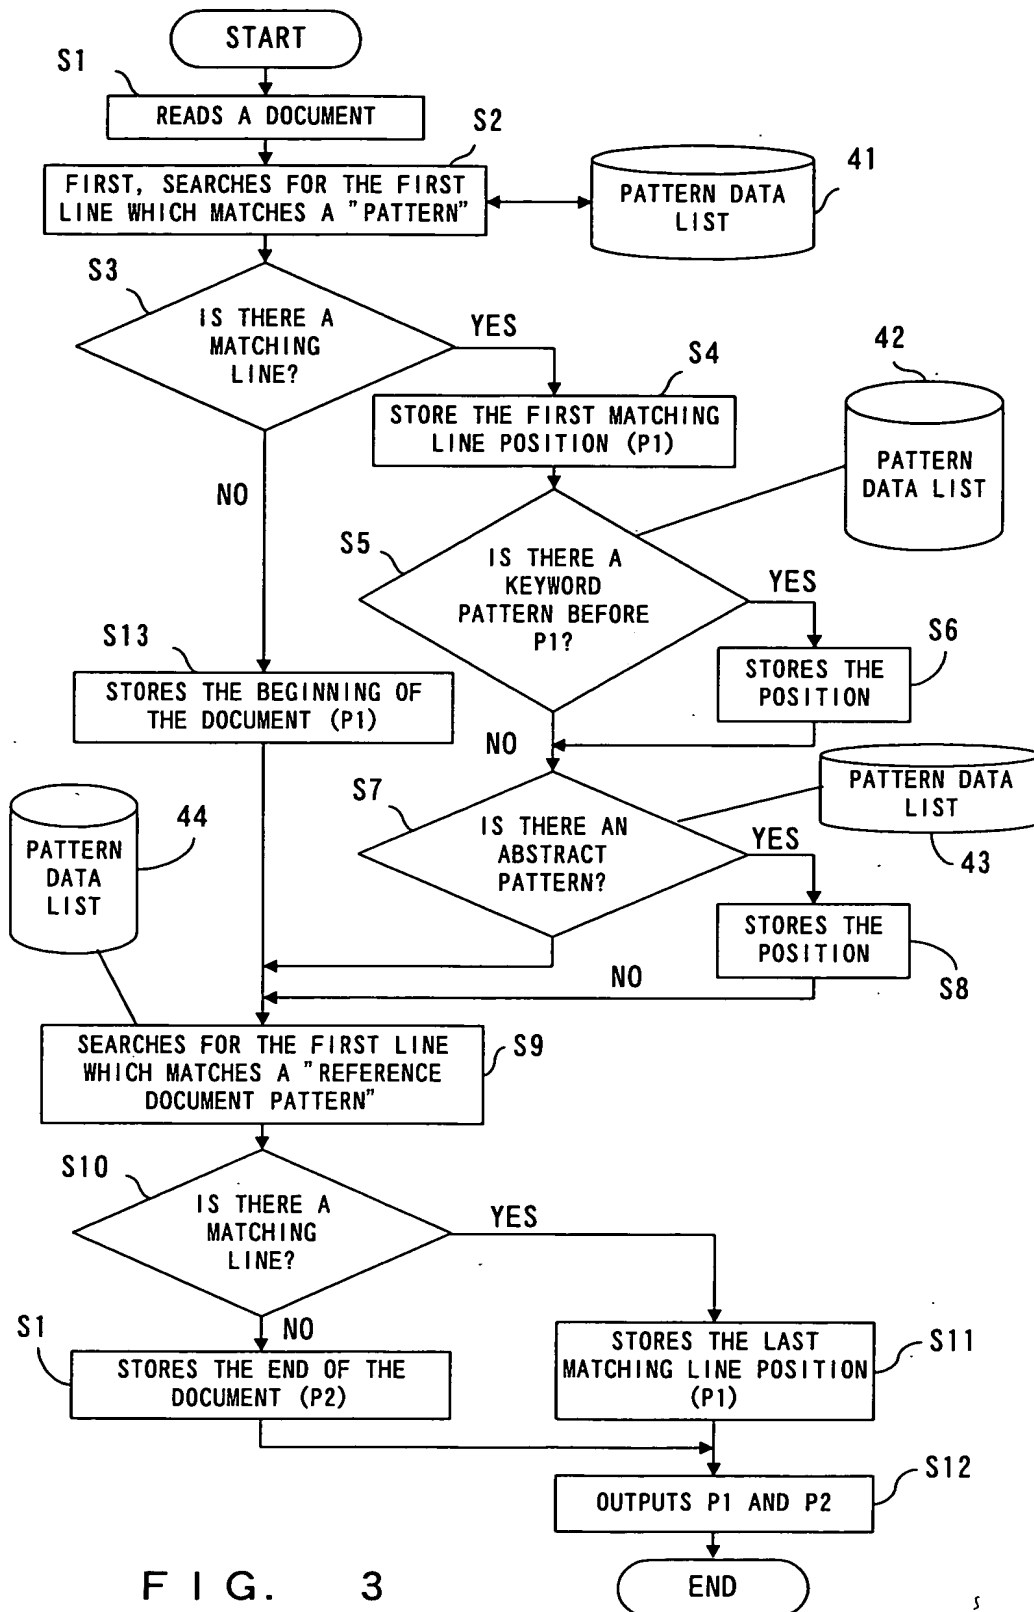 START
S1
READS A DOCUMENT
S2
FIRST, SEARCHES FOR THE FIRST
LINE WHICH MATCHES A "PATTERN"
41
PATTERN DATA
LIST
S3
IS THERE A
MATCHING
LINE?
YES
NO
S4
STORE THE FIRST MATCHING
LINE POSITION (P1)
42
PATTERN
DATA LIST
S5
IS THERE A
KEYWORD
PATTERN BEFORE
P1?
YES
S6
STORES THE
POSITION
NO
S13
STORES THE BEGINNING OF
THE DOCUMENT (P1)
S7
IS THERE AN
ABSTRACT
PATTERN?
YES
PATTERN DATA
LIST
43
44
PATTERN
DATA
LIST
STORES THE
POSITION
S8
NO
SEARCHES FOR THE FIRST LINE
WHICH MATCHES A "REFERENCE
DOCUMENT PATTERN"
S9
S10
IS THERE A
MATCHING
LINE?
YES
NO
S1
STORES THE END OF THE
DOCUMENT (P2)
STORES THE LAST
MATCHING LINE POSITION
(P1)
S11
S12
OUTPUTS P1 AND P2
END
FIG. 3